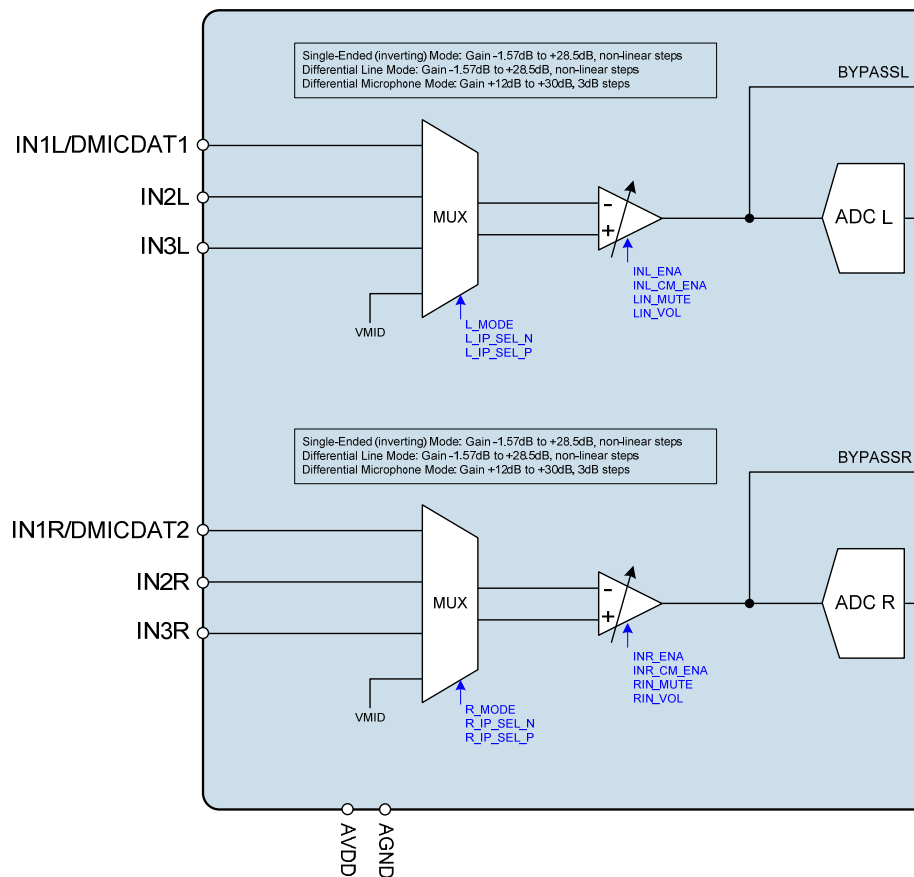 Single-Ended (inverting) Mode: Gain -1.57dB to +28.5dB, non-linear steps
Differential Line Mode: Gain -1.57dB to +28.5dB, non-linear steps
Differential Microphone Mode: Gain +12dB to +30dB, 3dB steps
BYPASSL
IN1L/DMICDAT1
IN2L
IN3L
MUX
-
+
ADC L
VMID
L_MODE
L_IP_SEL_N
L_IP_SEL_P
INL_ENA
INL_CM_ENA
LIN_MUTE
LIN_VOL
Single-Ended (inverting) Mode: Gain -1.57dB to +28.5dB, non-linear steps
Differential Line Mode: Gain -1.57dB to +28.5dB, non-linear steps
Differential Microphone Mode: Gain +12dB to +30dB, 3dB steps
BYPASSR
IN1R/DMICDAT2
IN2R
IN3R
MUX
-
+
ADC R
VMID
R_MODE
R_IP_SEL_N
R_IP_SEL_P
INR_ENA
INR_CM_ENA
RIN_MUTE
RIN_VOL
AVDD
AGND